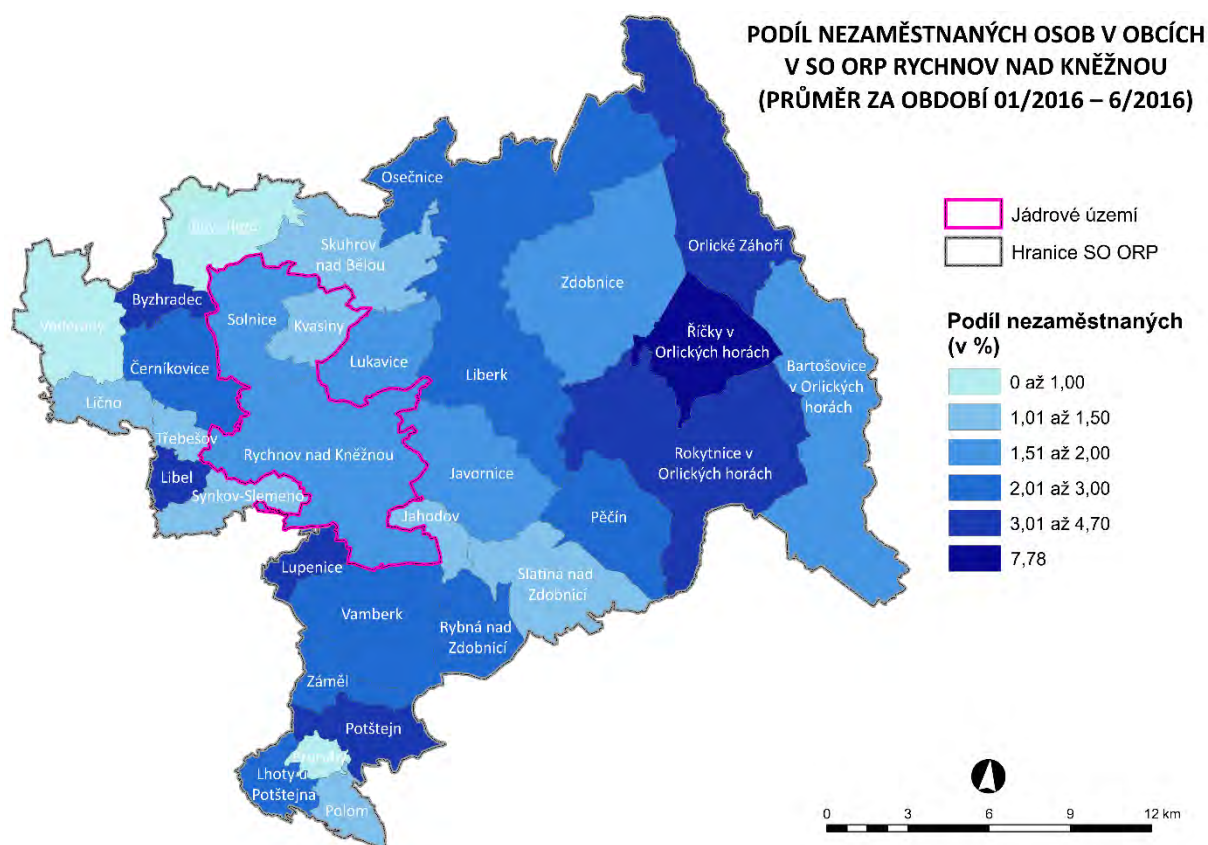 PODÍL NEZAMĚSTNANÝCH OSOB V OBCÍCH
V SO ORP RYCHNOV NAD KNĚŽNOU
(PRŮMĚR ZA OBDOBÍ 01/2016 – 6/2016)
Osečnice
Skuhrov
nad Bělou
Orlické Záhoří
Jádrové území
Hranice SO ORP
Byzhradec
Solnice
Kvasiny
Zdobnice
Voděrady
Říčky v
Orlických horách
Podíl nezaměstnaných
(v %)
Černíkovice
Lukavice
Liberk
Bartošovice
v Orlických
horách
0 až 1,00
Lično
1,01 až 1,50
Třebešov
Rychnov nad Kněžnou
Javornice
Rokytnice v
Orlických horách
1,51 až 2,00
Libel
Synkov-Slemeno
2,01 až 3,00
Jahodov
Pěčín
3,01 až 4,70
Lupenice
Slatina nad
Zdobnicí
7,78
Vamberk
Rybná nad
Zdobnicí
Záměl
Potštejn
Lhoty u
Potštejna
Polom
0 3 6 9 12 km